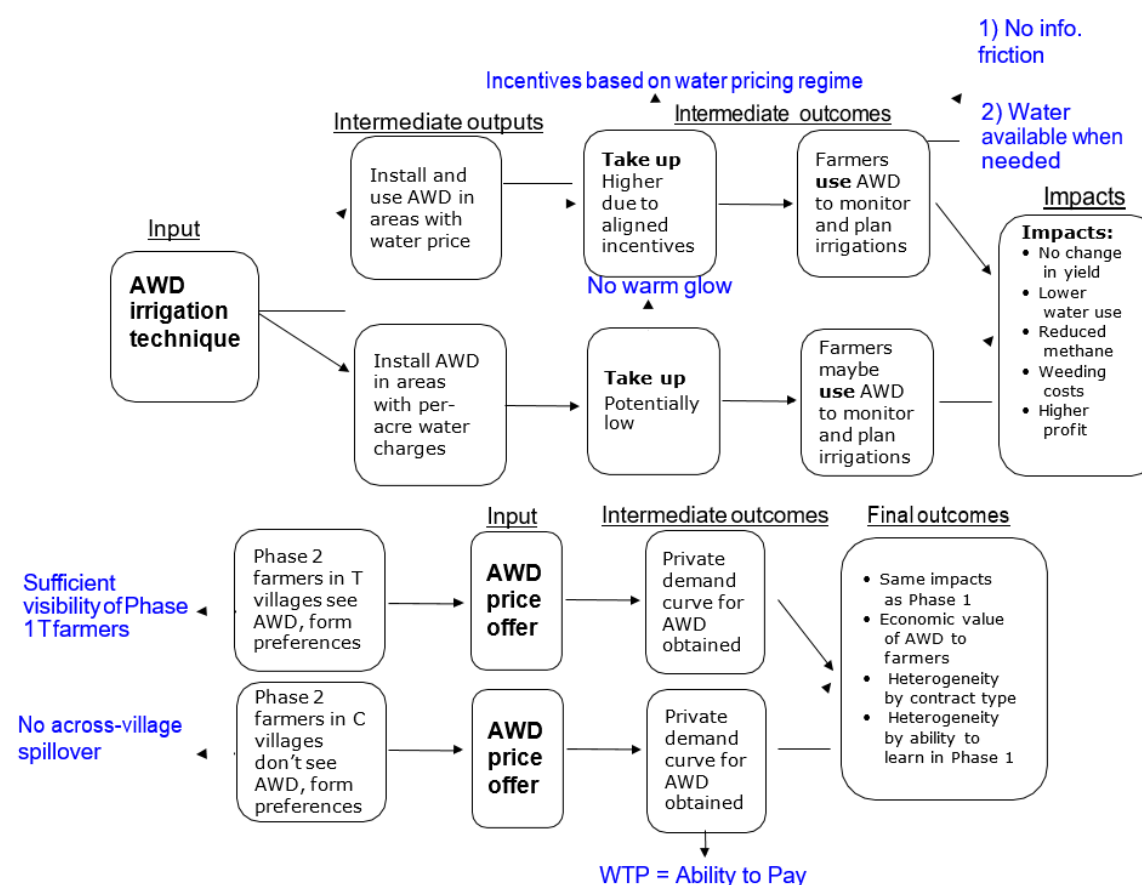 1) No info.
friction
2) Water
available when
needed
Incentives based on water pricing regime
Intermediate outputs
Intermediate outcomes
Impacts
Input
AWD
irrigation
technique
Install and
use AWD in
areas with
water price
Take up
Higher
due to
aligned
incentives
Farmers
use AWD
to monitor
and plan
irrigations
No warm glow
Install AWD
in areas
with per-
acre water
charges
Take up
Potentially
low
Farmers
maybe
use AWD
to monitor
and plan
irrigations
Impacts:
• No change
in yield
• Lower
water use
• Reduced
methane
• Weeding
costs
• Higher
profit
Input
Intermediate outcomes
Final outcomes
Sufficient
visibility of Phase
1 T farmers
Phase 2
farmers in T
villages see
AWD, form
preferences
AWD
price
offer
Private
demand
curve for
AWD
obtained
No across-village
spillover
Phase 2
farmers in C
villages
don't see
AWD, form
preferences
AWD
price
offer
Private
demand
curve for
AWD
obtained
• Same impacts
as Phase 1
• Economic value
of AWD to
farmers
• Heterogeneity
by contract type
• Heterogeneity
by ability to
learn in Phase 1
WTP = Ability to Pay